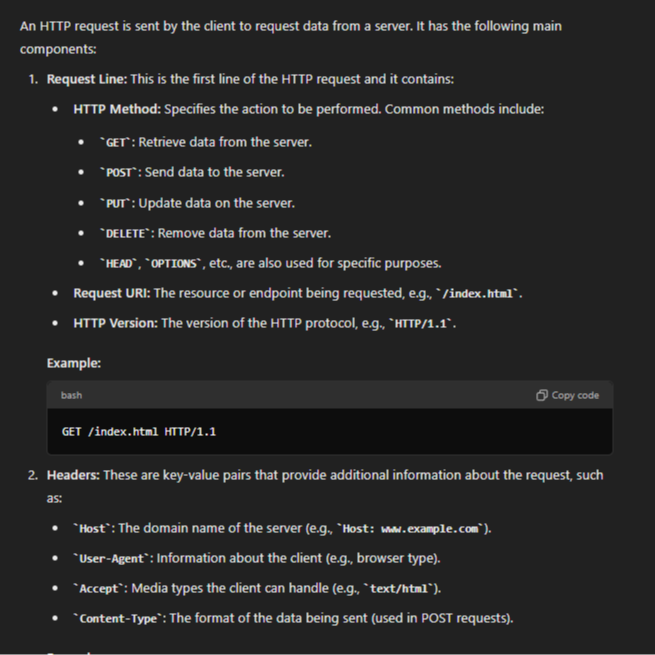 An HTTP request is sent by the client to request data from a server. It has the following main
components:
1. Request Line: This is the first line of the HTTP request and it contains:
• HTTP Method: Specifies the action to be performed. Common methods include:
• `GET`: Retrieve data from the server.
• `POST`: Send data to the server.
• `PUT`: Update data on the server.
• `DELETE`: Remove data from the server.
• `HEAD`, `OPTIONS`, etc., are also used for specific purposes.
• Request URI: The resource or endpoint being requested, e.g., `/index.html`.
• HTTP Version: The version of the HTTP protocol, e.g., `HTTP/1.1`.
Example:
bash Copy code
GET /index.html HTTP/1.1
2. Headers: These are key-value pairs that provide additional information about the request, such
as:
• `Host`: The domain name of the server (e.g., `Host: www.example.com`).
• `User-Agent`: Information about the client (e.g., browser type).
• `Accept`: Media types the client can handle (e.g., `text/html`).
• `Content-Type`: The format of the data being sent (used in POST requests).